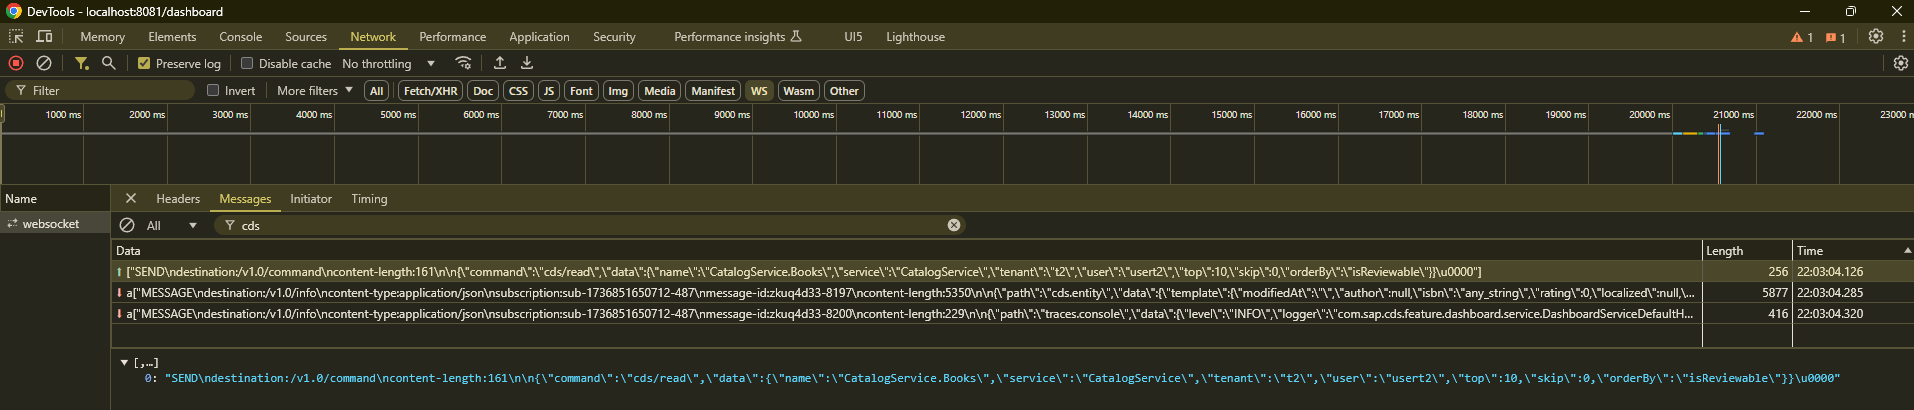 DevTools - localhost:8081/dashboard
Memory Elements Console Sources Network Performance Application Security Performance insights UI5 Lighthouse 1 1
Preserve log Disable cache No throttling
Filter Invert More filters All Fetch/XHR Doc CSS JS Font Img Media Manifest WS Wasm Other
1000 ms 2000 ms 3000 ms 4000 ms 5000 ms 6000 ms 7000 ms 8000 ms 9000 ms 10000 ms 11000 ms 12000 ms 13000 ms 14000 ms 15000 ms 16000 ms 17000 ms 18000 ms 19000 ms 20000 ms 21000 ms 22000 ms 23000 m
Name Headers Messages Initiator Timing
websocket All cds
Data Length Time
["SEND\ndestination:/v1.0/command\ncontent-length:161\n\n{\"command\":\"cds/read\",\"data\":{\"name\":\"CatalogService.Books\",\"service\":\"CatalogService\",\"tenant\":\"t2\",\"user\":\"usert2\",\"top\":10,\"skip\":0,\"orderBy\":\"isReviewable\"}}\u0000"] 256 22:03:04.126
a["MESSAGE\ndestination:/v1.0/info\ncontent-type:application/json\nsubscription:sub-1736851650712-487\nmessage-id:zkuq4d33-8197\ncontent-length:5350\n\n{\"path\":\"cds.entity\",\"data\":{\"template\":{\"modifiedAt\":\"\",\"author\":null,\"isbn\":\"any_string\",\"rating\":0,\"localized\":null,\... 5877 22:03:04.285
a["MESSAGE\ndestination:/v1.0/info\ncontent-type:application/json\nsubscription:sub-1736851650712-487\nmessage-id:zkuq4d33-8200\ncontent-length:229\n\n{\"path\":\"traces.console\",\"data\":{\"level\":\"INFO\",\"logger\":\"com.sap.cds.feature.dashboard.service.DashboardServiceDefaultH... 416 22:03:04.320
[,…]
0: "SEND\ndestination:/v1.0/command\ncontent-length:161\n\n{\"command\":\"cds/read\",\"data\":{\"name\":\"CatalogService.Books\",\"service\":\"CatalogService\",\"tenant\":\"t2\",\"user\":\"usert2\",\"top\":10,\"skip\":0,\"orderBy\":\"isReviewable\"}}\u0000"